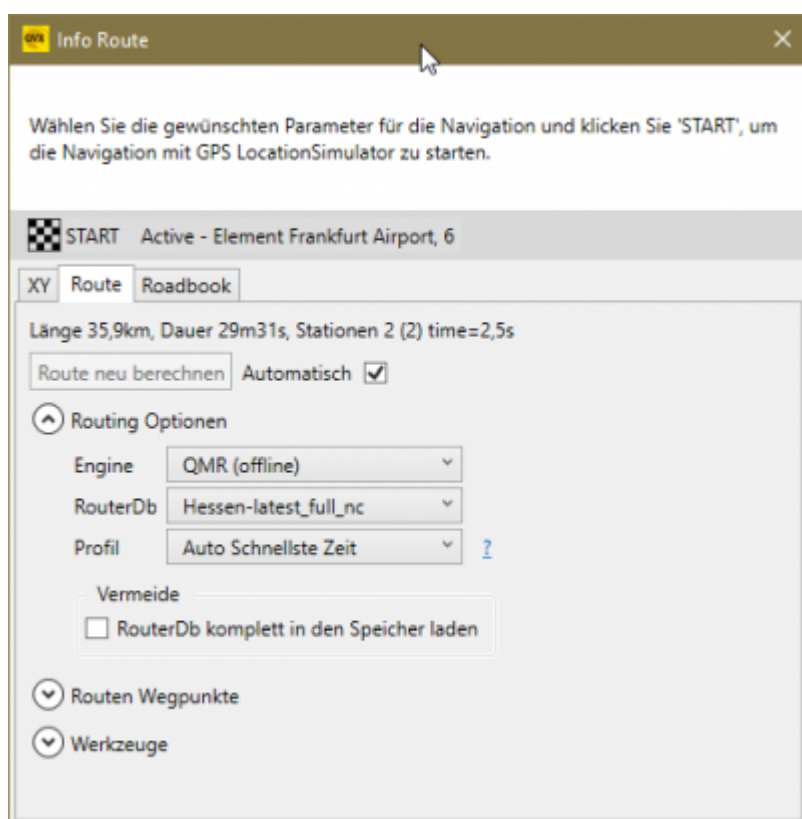 QVX Info Route
Wählen Sie die gewünschten Parameter für die Navigation und klicken Sie 'START', um
die Navigation mit GPS LocationSimulator zu starten.
START Active - Element Frankfurt Airport, 6
XY Route Roadbook
Länge 35,9km, Dauer 29m31s, Stationen 2 (2) time=2,5s
Route neu berechnen Automatisch
Routing Optionen
Engine QMR (offline)
RouterDb Hessen-latest_full_nc
Profil Auto Schnellste Zeit ?
Vermeide
RouterDb komplett in den Speicher laden
Routen Wegpunkte
Werkzeuge